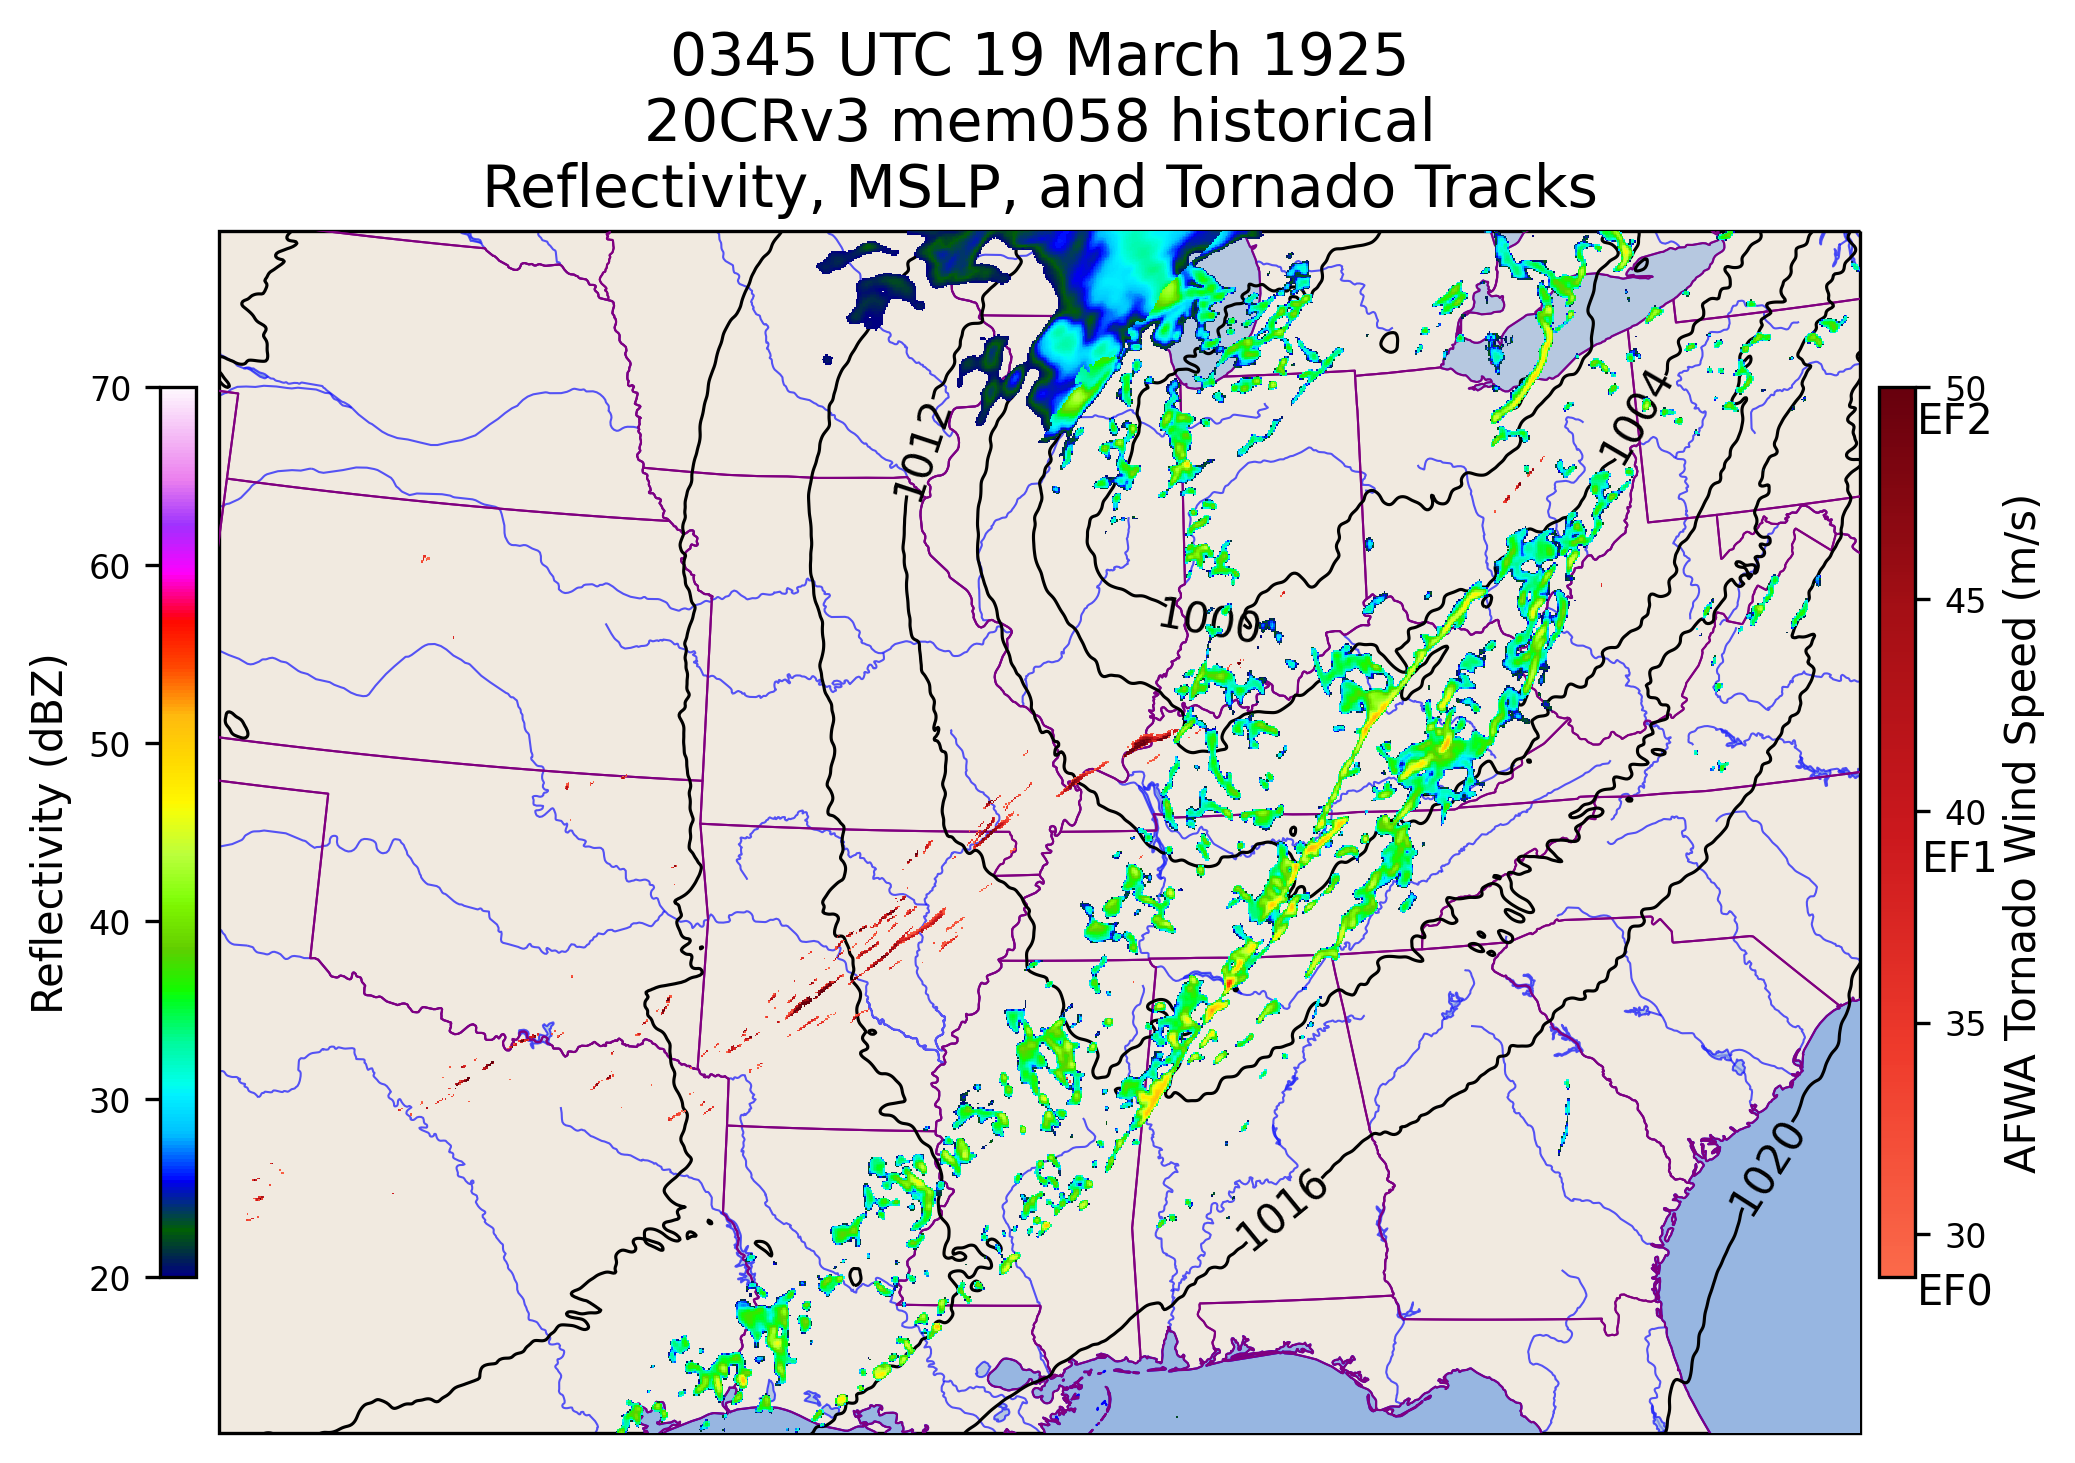 0345 UTC 19 March 1925
20CRv3 mem058 historical
Reflectivity, MSLP, and Tornado Tracks
Reflectivity (dBZ)
70
60
50
40
30
20
1012
1004
1000
1016
1020
50
EF2
45
40
EF1
35
30
EF0
AFWA Tornado Wind Speed (m/s)